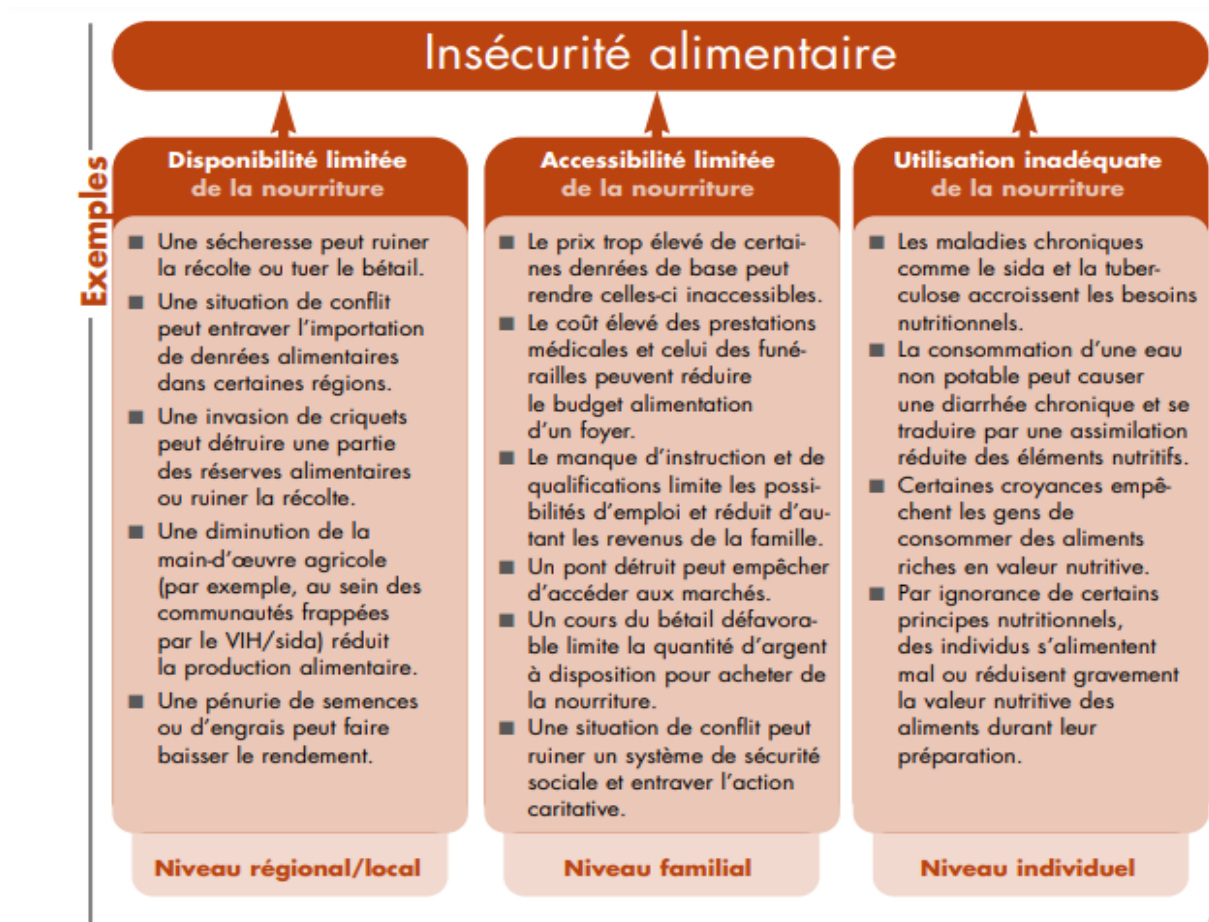 Insécurité alimentaire
Exemples
Disponibilité limitée
de la nourriture
Une sécheresse peut ruiner
la récolte ou tuer le bétail.
Une situation de conflit
peut entraver l'importation
de denrées alimentaires
dans certaines régions.
Une invasion de criquets
peut détruire une partie
des réserves alimentaires
ou ruiner la récolte.
Une diminution de la
main-d'œuvre agricole
(par exemple, au sein des
communautés frappées
par le VIH/sida) réduit
la production alimentaire.
Une pénurie de semences
ou d'engrais peut faire
baisser le rendement.
Niveau régional/local
Accessibilité limitée
de la nourriture
Le prix trop élevé de certai-
nes denrées de base peut
rendre celles-ci inaccessibles.
Le coût élevé des prestations
médicales et celui des funé-
railles peuvent réduire
le budget alimentation
d'un foyer.
Le manque d'instruction et de
qualifications limite les possi-
bilités d'emploi et réduit d'au-
tant les revenus de la famille.
Un pont détruit peut empêcher
d'accéder aux marchés.
Un cours du bétail défavora-
ble limite la quantité d'argent
à disposition pour acheter de
la nourriture.
Une situation de conflit peut
ruiner un système de sécurité
sociale et entraver l'action
caritative.
Niveau familial
Utilisation inadéquate
de la nourriture
Les maladies chroniques
comme le sida et la tuber-
culose accroissent les besoins
nutritionnels.
La consommation d'une eau
non potable peut causer
une diarrhée chronique et se
traduire par une assimilation
réduite des éléments nutritifs.
Certaines croyances empê-
chent les gens de
consommer des aliments
riches en valeur nutritive.
Par ignorance de certains
principes nutritionnels,
des individus s'alimentent
mal ou réduisent gravement
la valeur nutritive des
aliments durant leur
préparation.
Niveau individuel